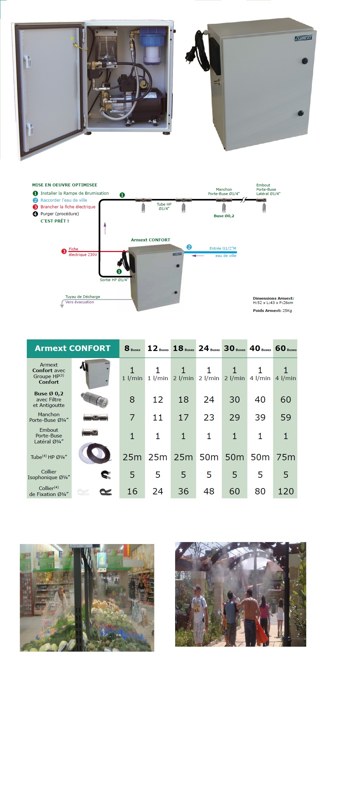 MISE EN OEUVRE OPTIMISEE
1 Installer la Rampe de Brumisation
2 Raccorder l'eau de ville
3 Brancher la fiche électrique
4 Purger (procédure)
C'EST PRÊT !
Tube HP
Ø1/4"
Manchon
Porte-Buse Ø1/4"
Embout
Porte-Buse
Latéral Ø1/4"
Buse Ø0,2
Armext CONFORT
Fiche
électrique 230V
eau de ville
Sortie HP Ø1/4"
Tuyau de Décharge
Vers évacuation
Dimensions Armext:
Poids Armext:
Armext CONFORT 8 Buses 12 Buses 18 Buses 24 Buses 30 Buses 40 Buses 60 Buses
Armext
Confort avec
Groupe HP
Confort
1 1 1 1 1 1 1
1 l/min 1 l/min 2 l/min 2 l/min 2 l/min 4 l/min 4 l/min
Buse Ø 0,2
avec Filtre
et Antigoutte
8 12 18 24 30 40 60
Manchon
Porte-Buse Ø¼"
7 11 17 23 29 39 59
Embout
Porte-Buse
Latéral Ø¼"
1 1 1 1 1 1 1
Tube HP Ø¼"
25m 25m 25m 50m 50m 50m 75m
Collier
Isophonique Ø¼"
5 5 5 5 5 5 5
Collier
de Fixation Ø¼"
16 24 36 48 60 80 120